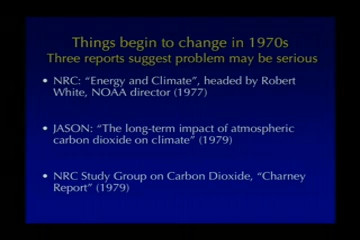 Things begin to change in 1970s
Three reports suggest problem may be serious
• NRC: “Energy and Climate”, headed by Robert
White, NOAA director (1977)
• JASON: “The long-term impact of atmospheric
carbon dioxide on climate” (1979)
• NRC Study Group on Carbon Dioxide, “Charney
Report” (1979)